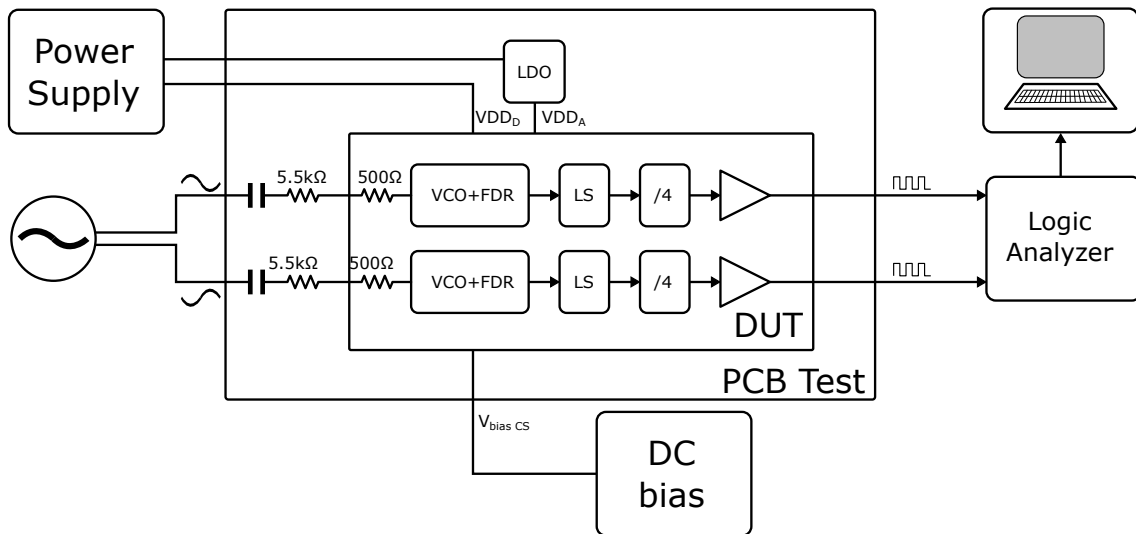 Power
Supply
LDO
VDD_D
VDD_A
5.5kΩ
500Ω
VCO+FDR
LS
/4
5.5kΩ
500Ω
VCO+FDR
LS
/4
DUT
PCB Test
Logic
Analyzer
V_bias CS
DC
bias